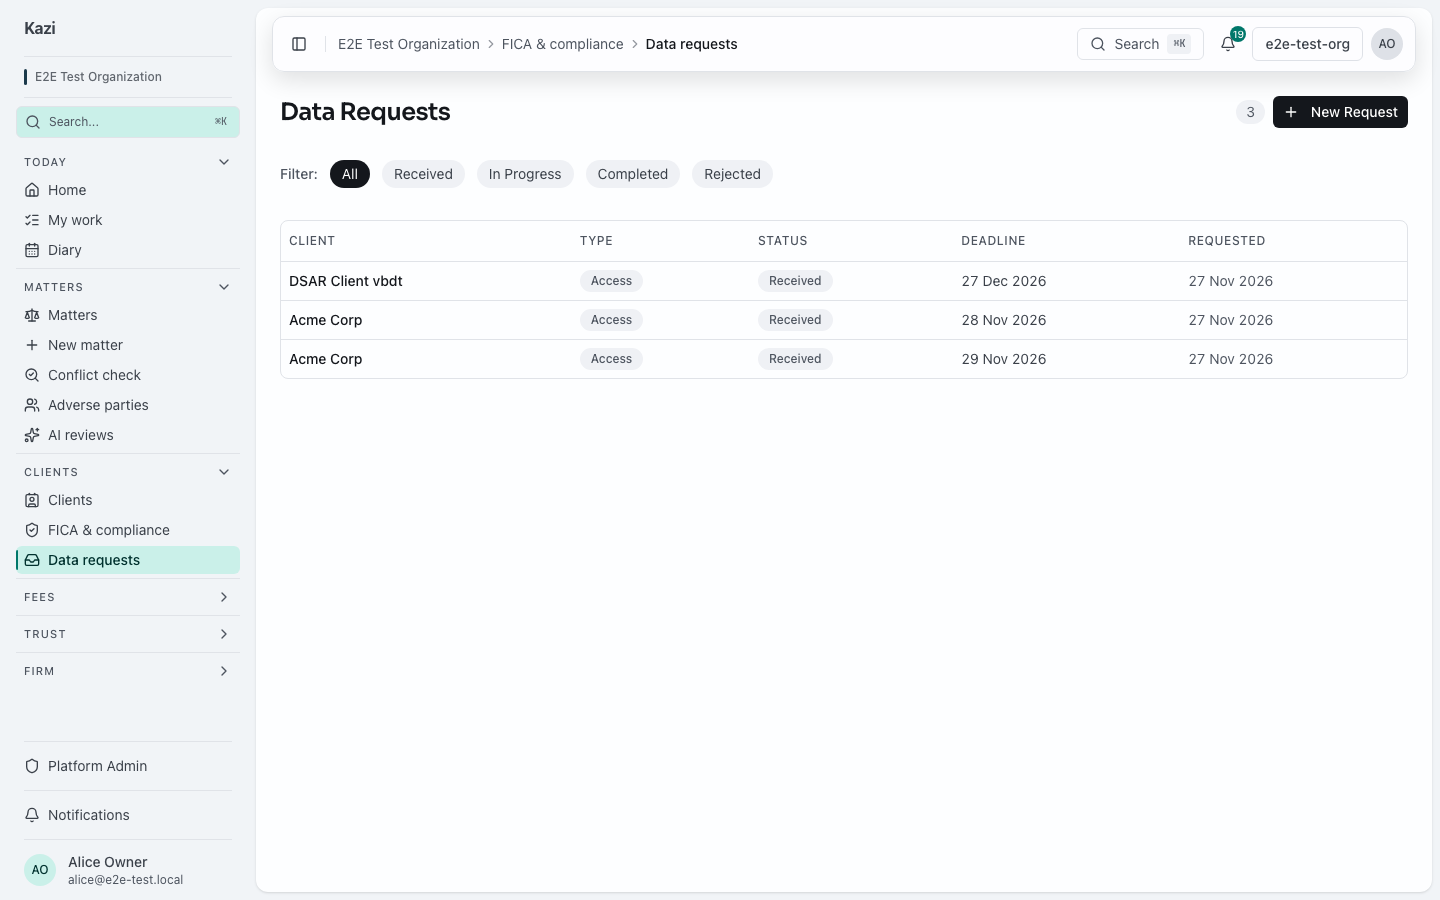 Kazi
E2E Test Organization
Search... ⌘K
TODAY
Home
My work
Diary
MATTERS
Matters
New matter
Conflict check
Adverse parties
AI reviews
CLIENTS
Clients
FICA & compliance
Data requests
FEES
TRUST
FIRM
Platform Admin
Notifications
AO
Alice Owner
alice@e2e-test.local
E2E Test Organization > FICA & compliance > Data requests
Search ⌘K
19
e2e-test-org
AO
Data Requests
3
+ New Request
Filter: All Received In Progress Completed Rejected
CLIENT TYPE STATUS DEADLINE REQUESTED
DSAR Client vbdt Access Received 27 Dec 2026 27 Nov 2026
Acme Corp Access Received 28 Nov 2026 27 Nov 2026
Acme Corp Access Received 29 Nov 2026 27 Nov 2026